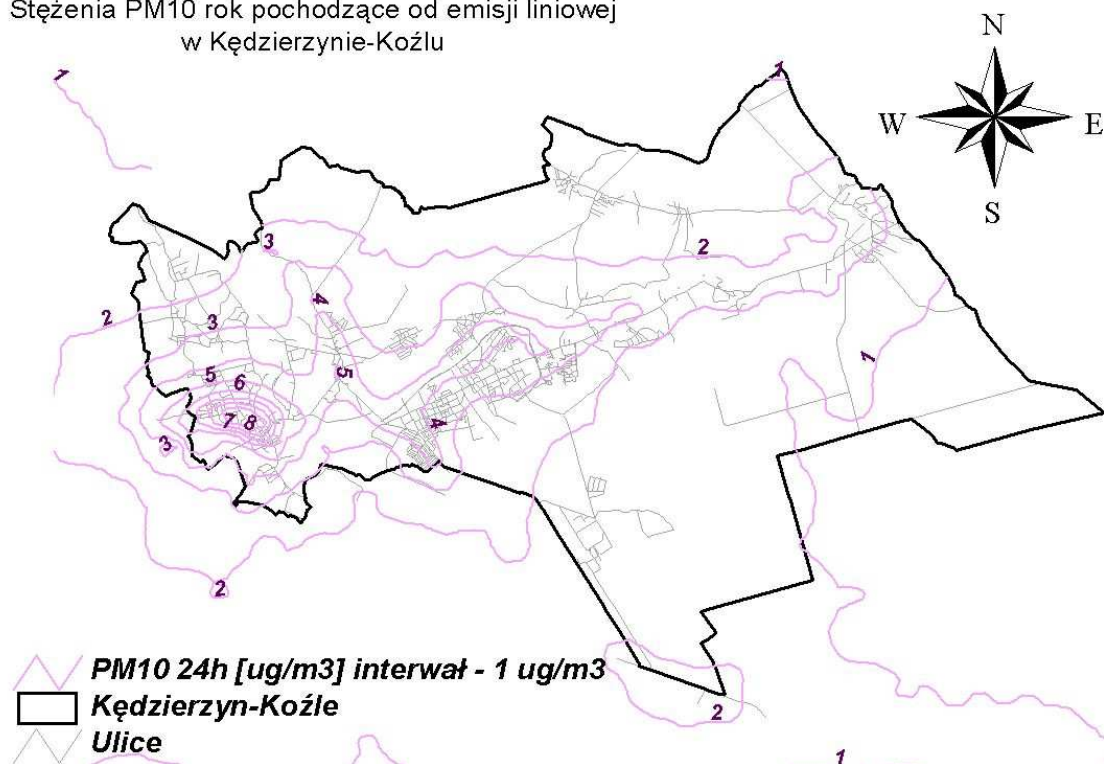 Stężenia PM10 rok pochodzące od emisji liniowej
w Kędzierzynie-Koźlu
N
W E
S
1
1
3
2
2
4
3
5
5
6
7 8
4
3
1
2
PM10 24h [ug/m3] interwał - 1 ug/m3
Kędzierzyn-Koźle
2
Ulice
1